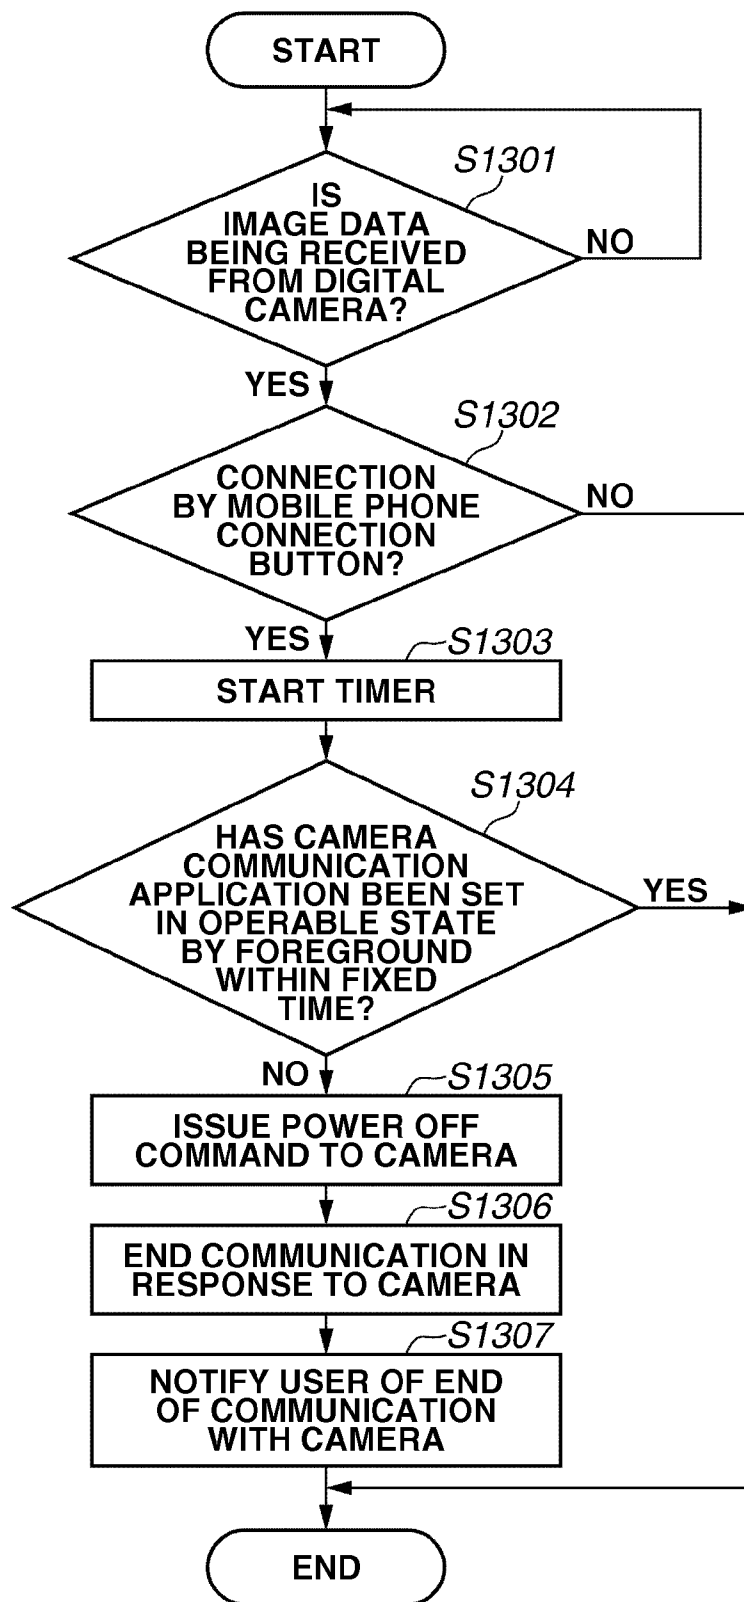 START
S1301
IS
IMAGE DATA
BEING RECEIVED
FROM DIGITAL
CAMERA?
NO
YES
S1302
CONNECTION
BY MOBILE PHONE
CONNECTION
BUTTON?
NO
YES
S1303
START TIMER
S1304
HAS CAMERA
COMMUNICATION
APPLICATION BEEN SET
IN OPERABLE STATE
BY FOREGROUND
WITHIN FIXED
TIME?
YES
NO
S1305
ISSUE POWER OFF
COMMAND TO CAMERA
S1306
END COMMUNICATION IN
RESPONSE TO CAMERA
S1307
NOTIFY USER OF END
OF COMMUNICATION
WITH CAMERA
END